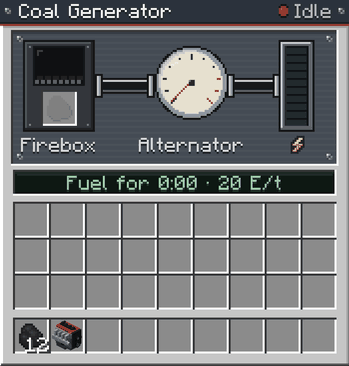 Coal Generator
Idle
Firebox
Alternator
Fuel for 0:00 · 20 E/t
12